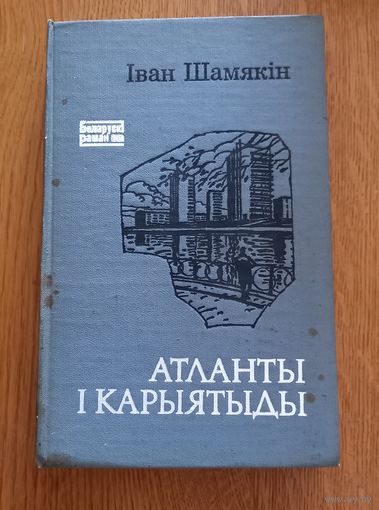 Іван Шамякін
Беларускі
раман
АТЛАНТЫ
І КАРЫЯТЫДЫ